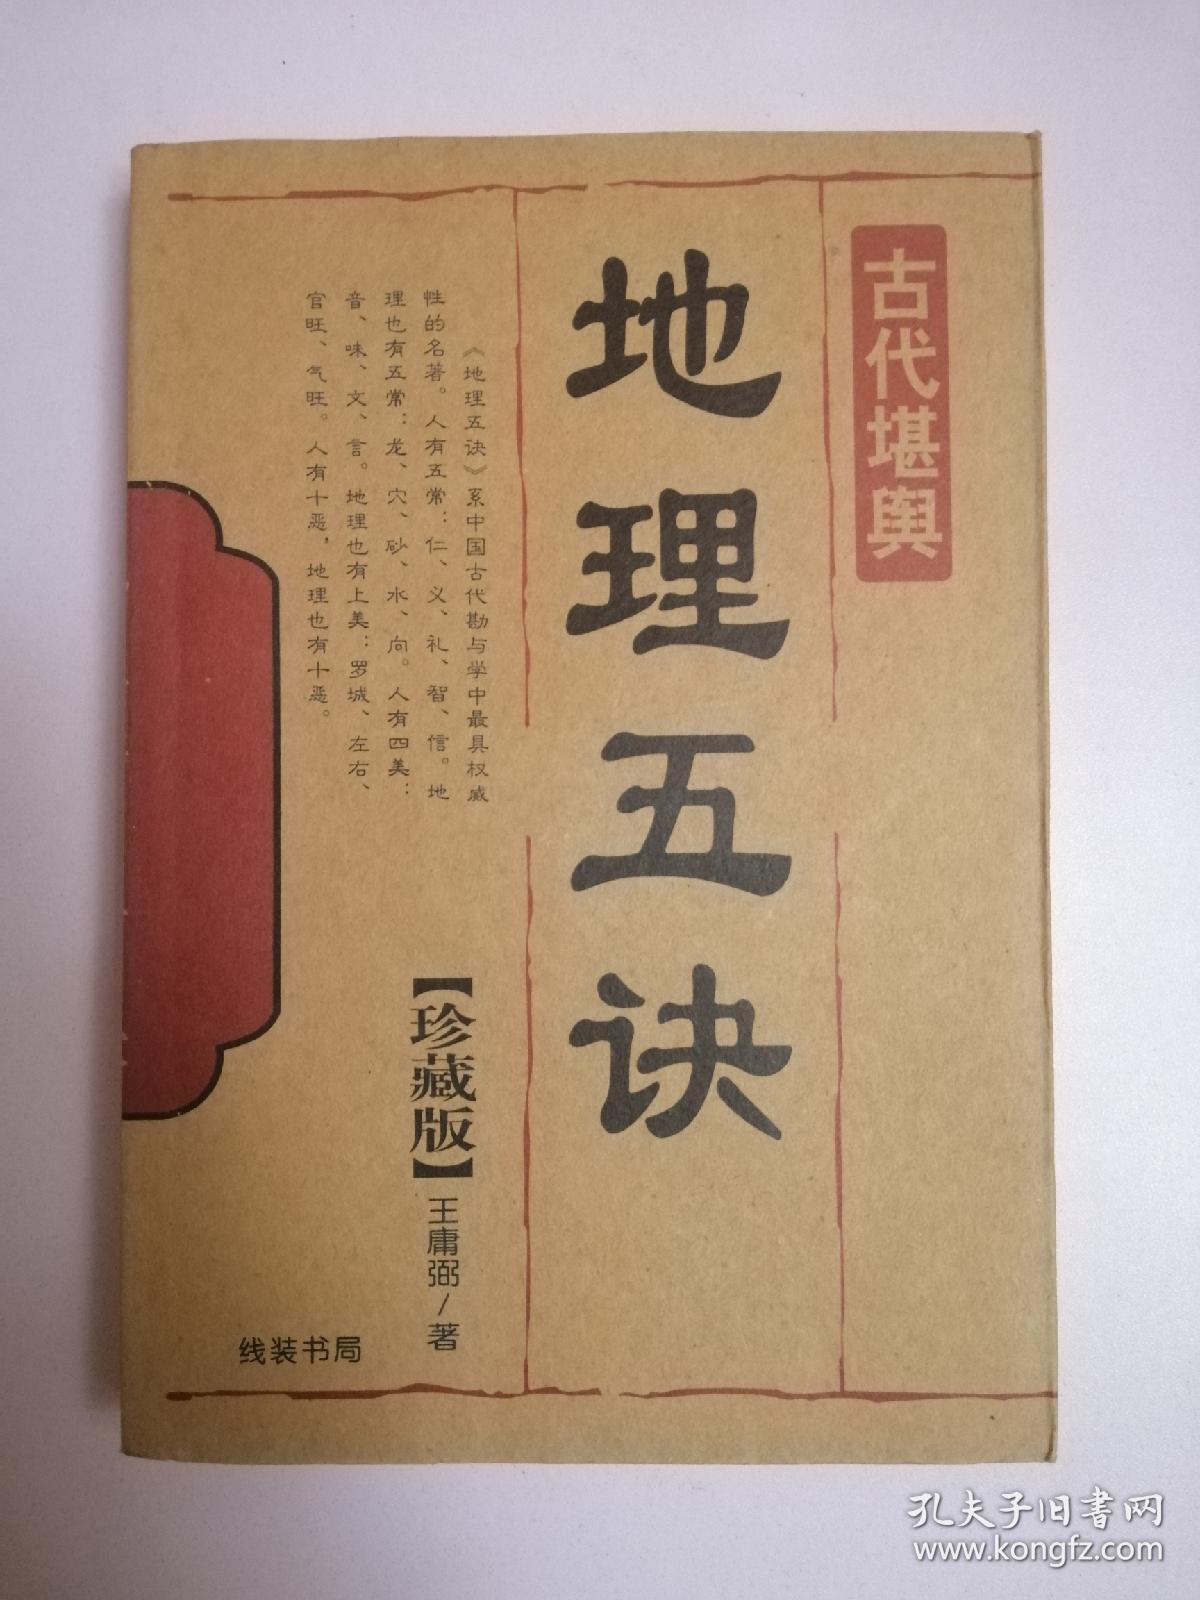 古代堪舆
地理五诀
《地理五诀》系中国古代勘与学中最具权威
性的名著。人有五常：仁、义、礼、智、信。地
理也有五常：龙、穴、砂、水、向。人有四美：
音、味、文、言。地理也有上美：罗城、左右、
官旺、气旺。人有十恶，地理也有十恶。
【珍藏版】
王庸弼/著
线装书局
孔夫子旧书网
www.kongfz.com